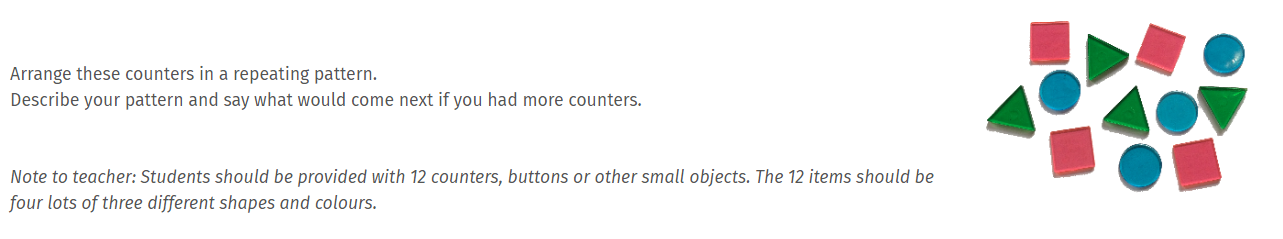 Arrange these counters in a repeating pattern.
Describe your pattern and say what would come next if you had more counters.
Note to teacher: Students should be provided with 12 counters, buttons or other small objects. The 12 items should be
four lots of three different shapes and colours.